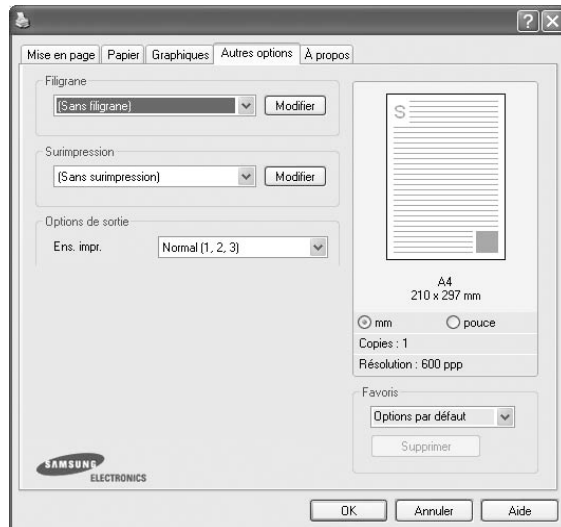 Mise en page Papier Graphiques Autres options À propos
Filigrane
(Sans filigrane) Modifier
Surimpression
(Sans surimpression) Modifier
Options de sortie
Ens. impr. Normal (1, 2, 3)
S
A4
210 x 297 mm
mm pouce
Copies : 1
Résolution : 600 ppp
Favoris
Options par défaut
Supprimer
SAMSUNG
ELECTRONICS
OK Annuler Aide